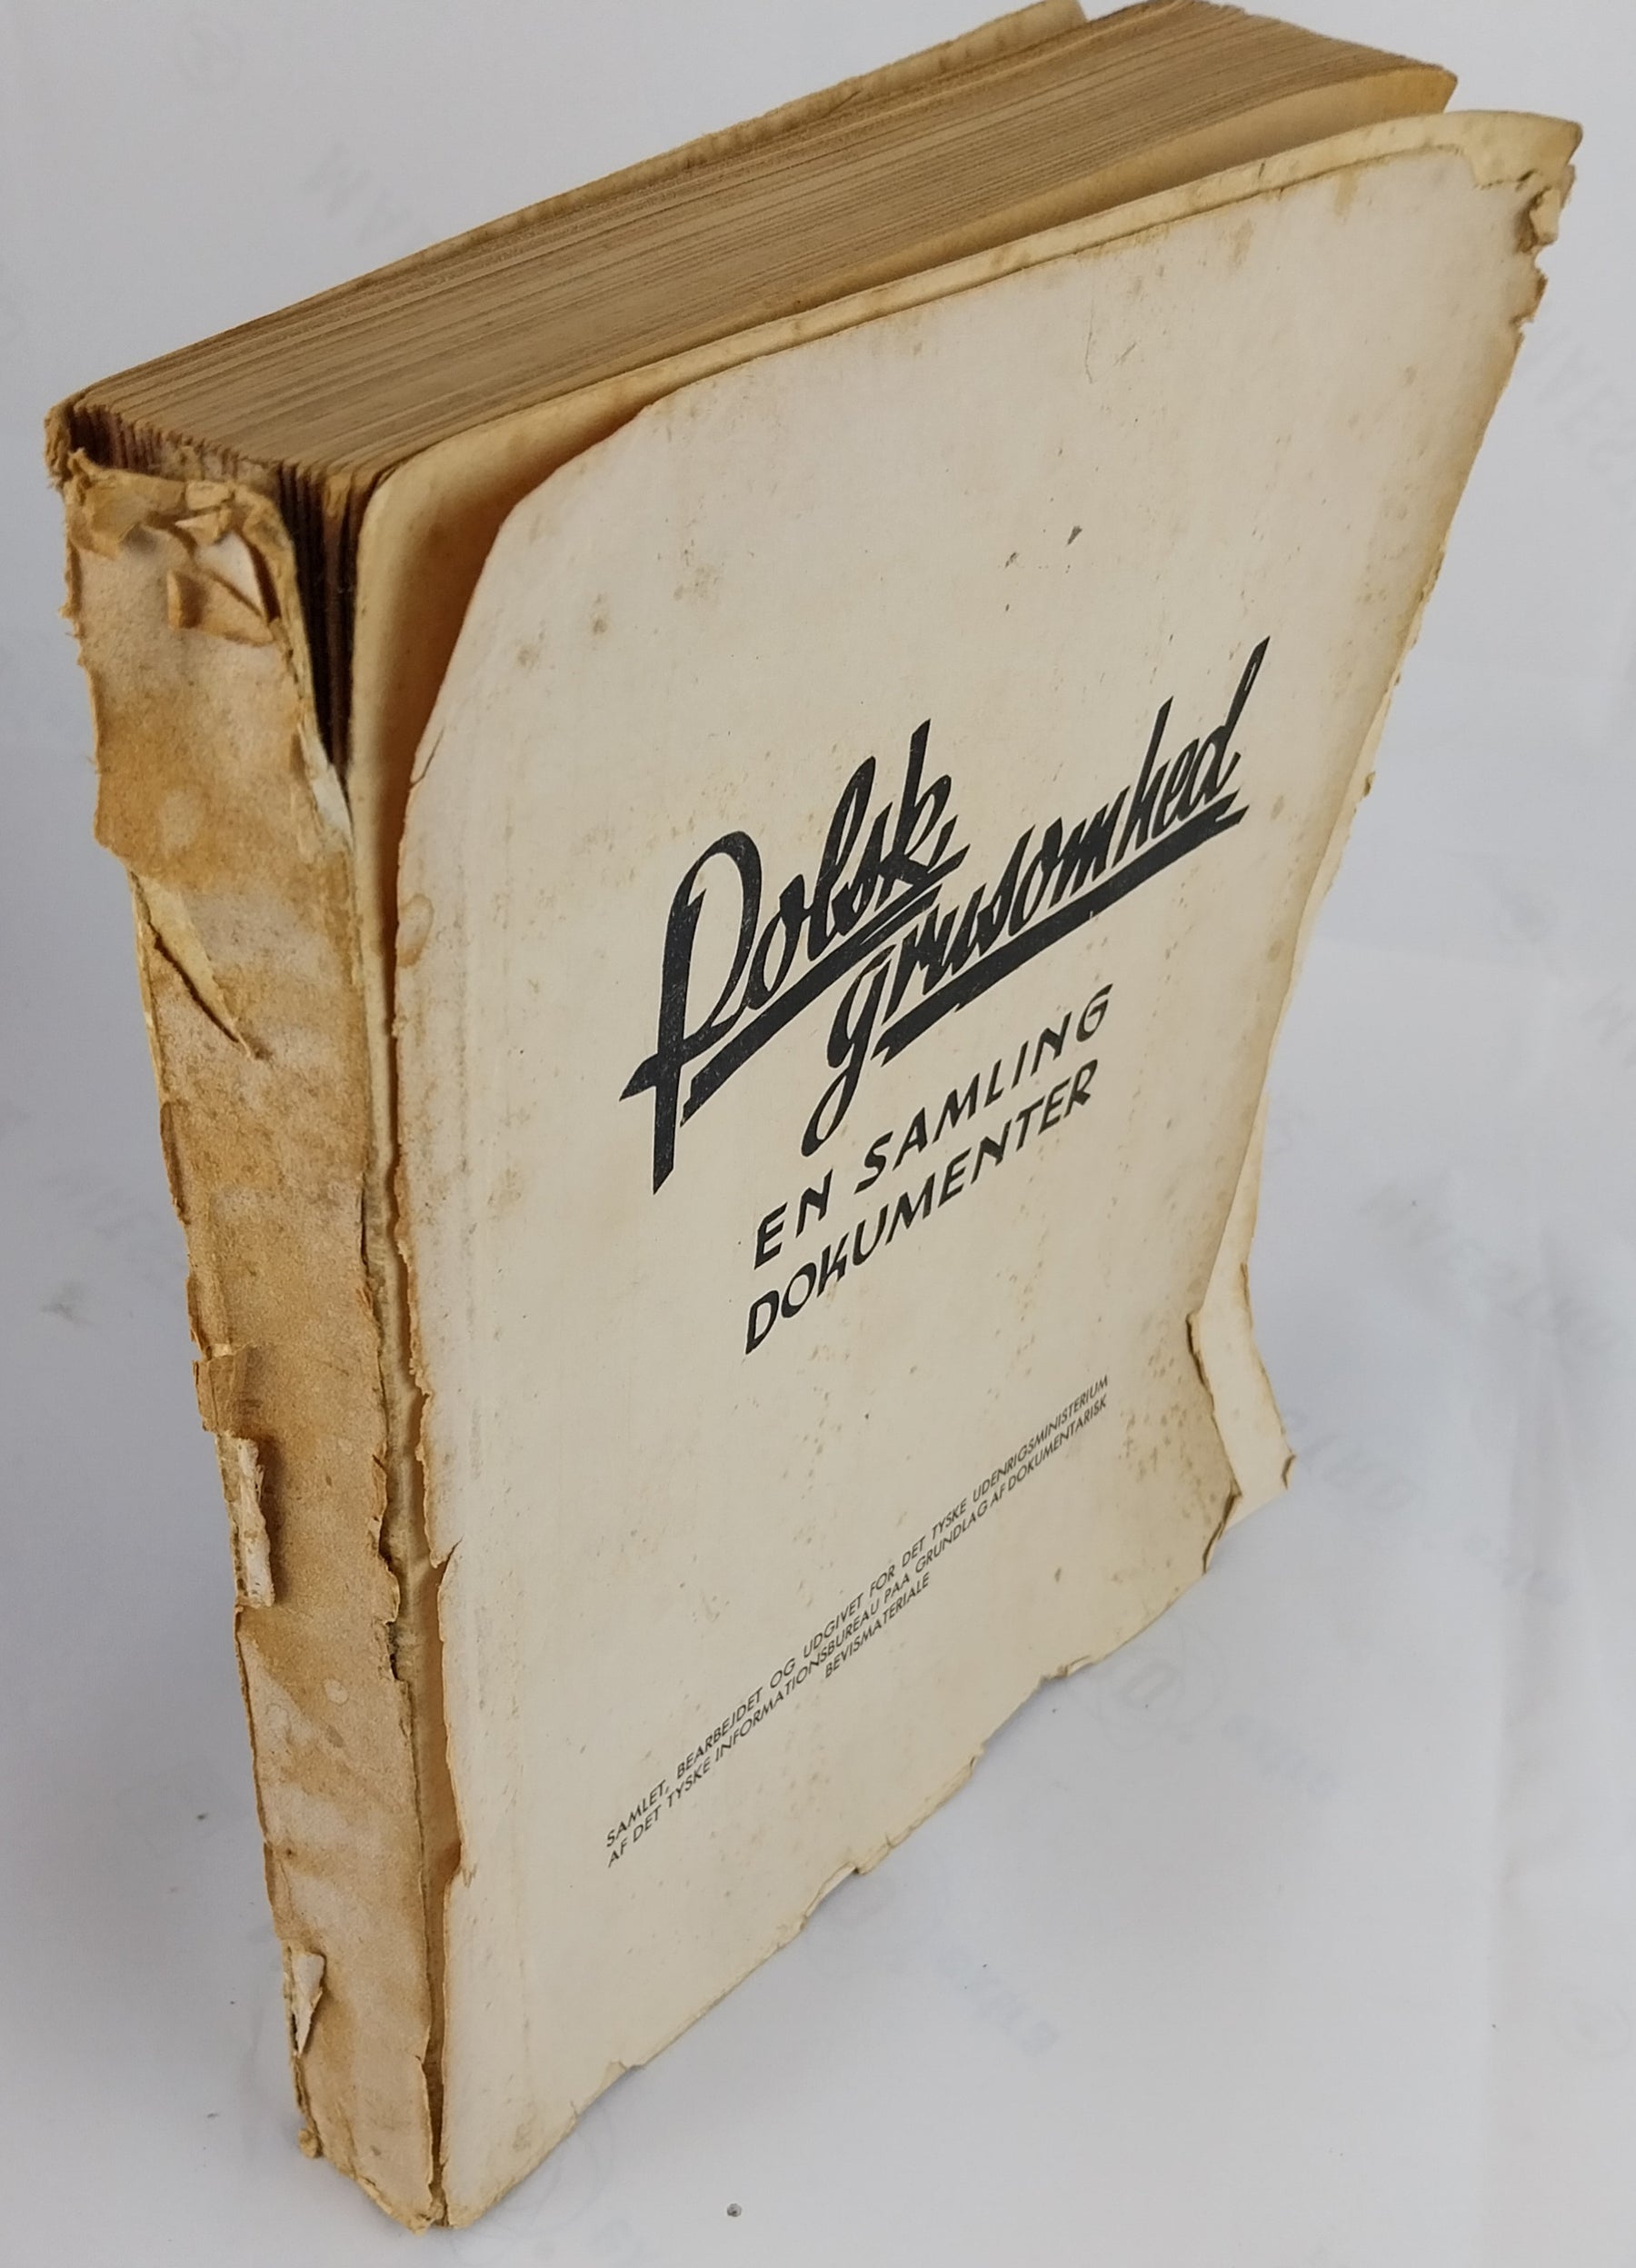 Polsk
grusomhed
EN SAMLING
DOKUMENTER
SAMLET, BEARBEJDET OG UDGIVET FOR DET TYSKE UDENRIGSMINISTERIUM
AF DET TYSKE INFORMATIONSBUREAU PAA GRUNDLAG AF DOKUMENTARISK
BEVISMATERIALE